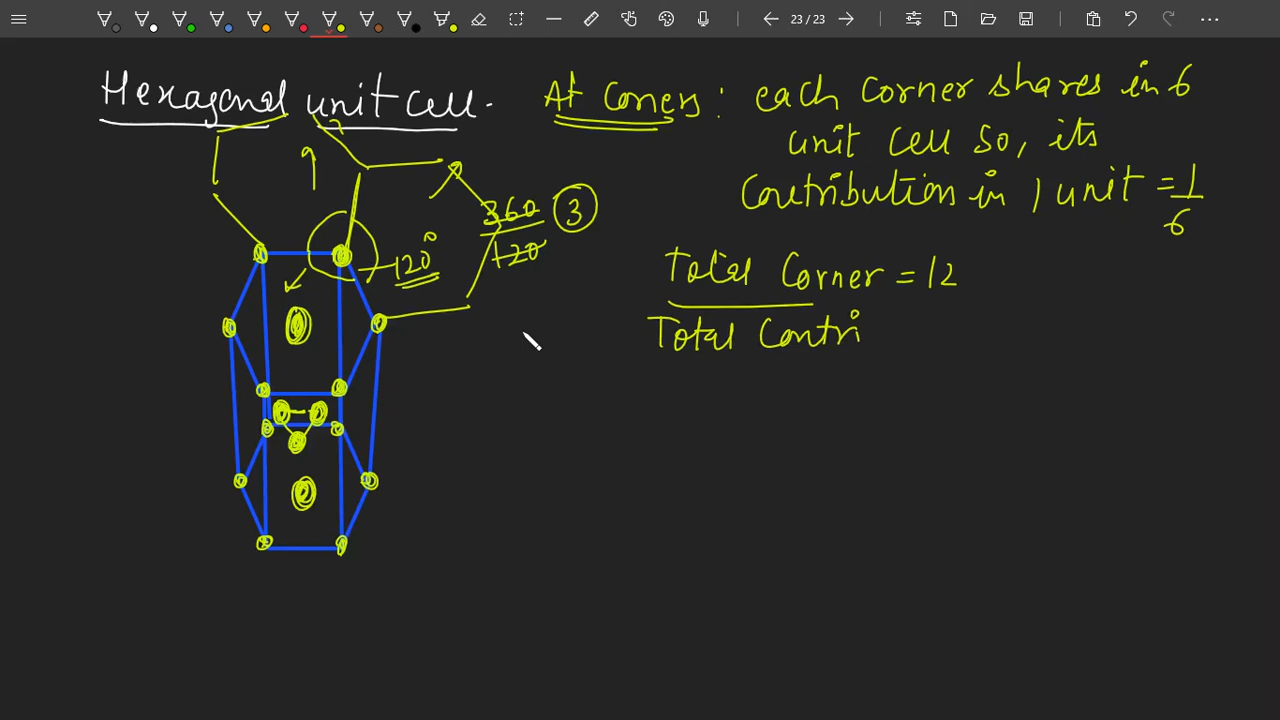 23 / 23
Hexagonal unit cell.
At Corners : each corner shares in 6
unit cell so, its
contribution in 1 unit = 1/6
360/120 3
120°
Total Corner = 12
Total Contri